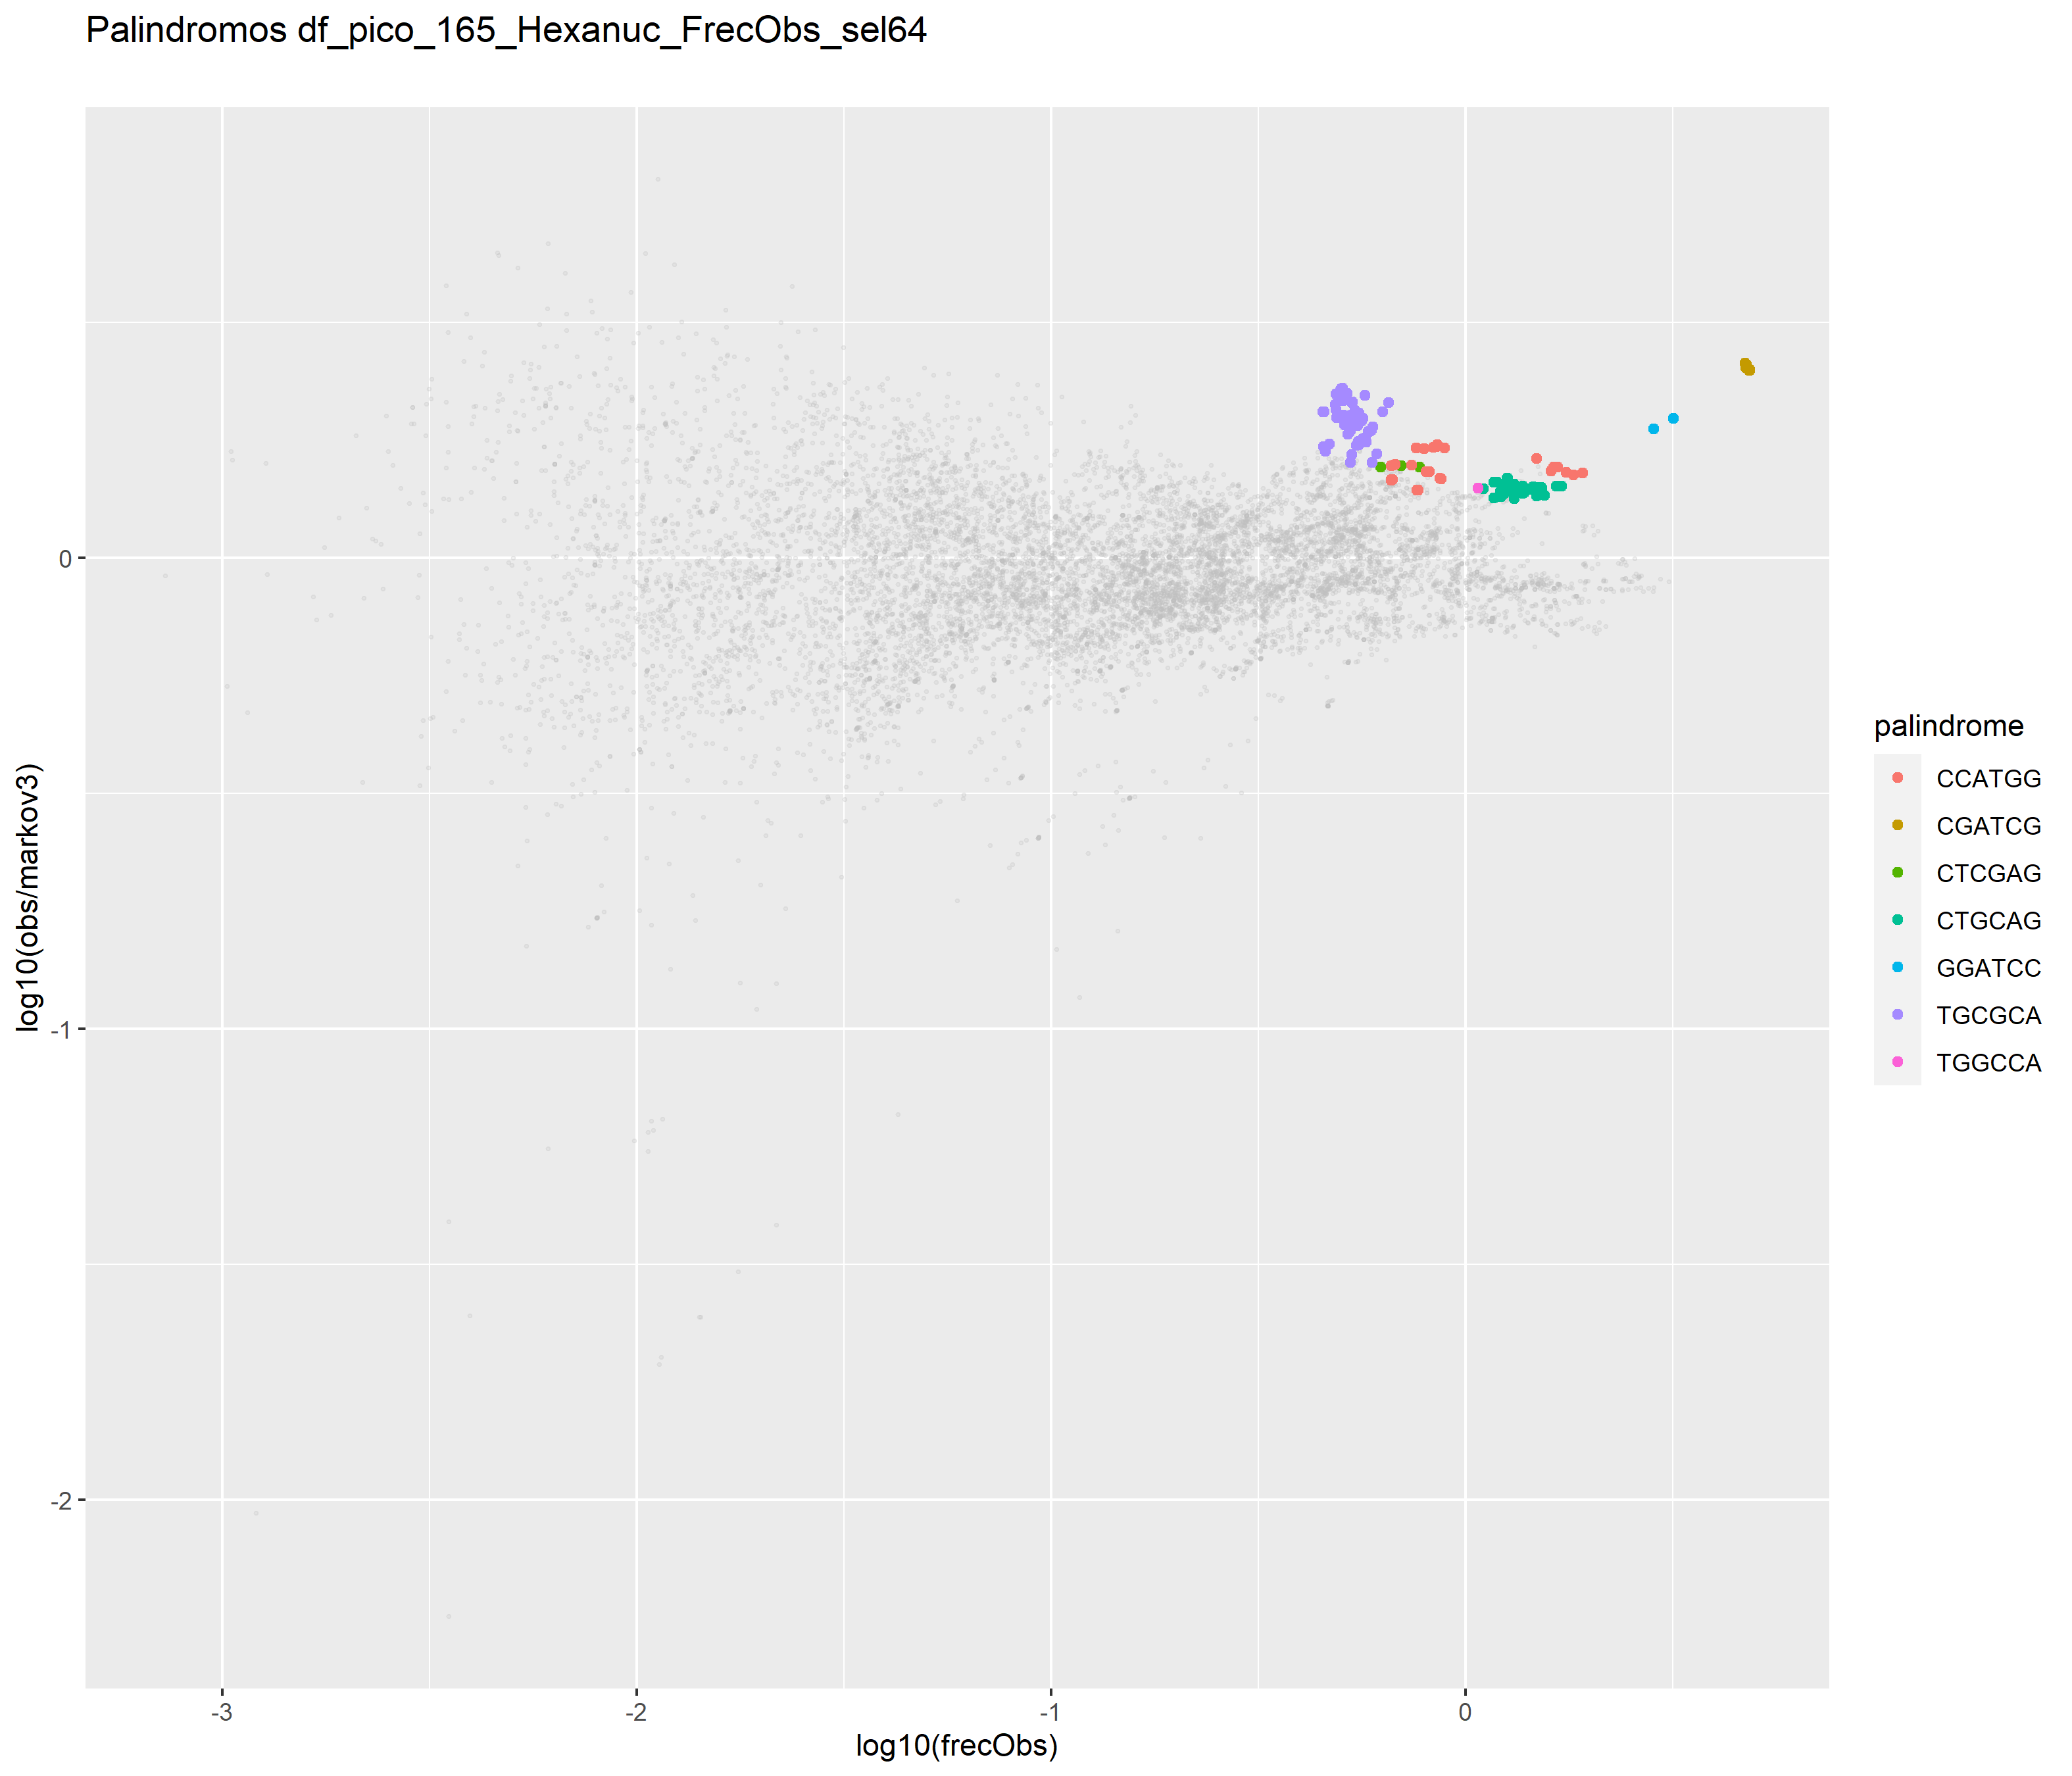 Palindromos df_pico_165_Hexanuc_FrecObs_sel64
log10(obs/markov3)
0
-1
-2
-3
-2
-1
0
log10(frecObs)
palindrome
CCATGG
CGATCG
CTCGAG
CTGCAG
GGATCC
TGCGCA
TGGCCA